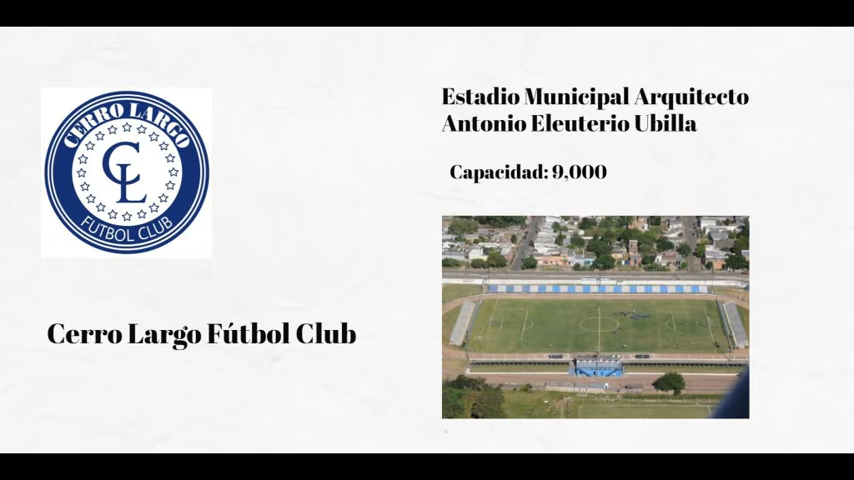 CERRO LARGO
CL
FUTBOL CLUB
Cerro Largo Fútbol Club
Estadio Municipal Arquitecto
Antonio Eleuterio Ubilla
Capacidad: 9,000